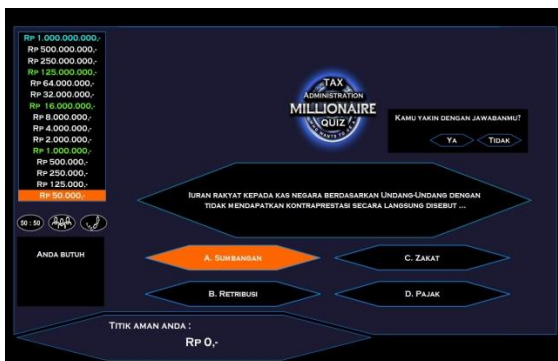 Rp 1.000.000.000,-
Rp 500.000.000,-
Rp 250.000.000,-
Rp 125.000.000,-
Rp 64.000.000,-
Rp 32.000.000,-
Rp 16.000.000,-
Rp 8.000.000,-
Rp 4.000.000,-
Rp 2.000.000,-
Rp 1.000.000,-
Rp 500.000,-
Rp 250.000,-
Rp 125.000,-
Rp 50.000,-
50 : 50
Anda butuh
TAX
Administration
MILLIONAIRE
QUIZ
WHO WANTS TO BE A
Kamu yakin dengan jawabanmu?
Ya
Tidak
Iuran rakyat kepada kas negara berdasarkan Undang-Undang dengan
tidak mendapatkan kontraprestasi secara langsung disebut ...
A. Sumbangan
C. Zakat
B. Retribusi
D. Pajak
Titik aman anda :
Rp 0,-